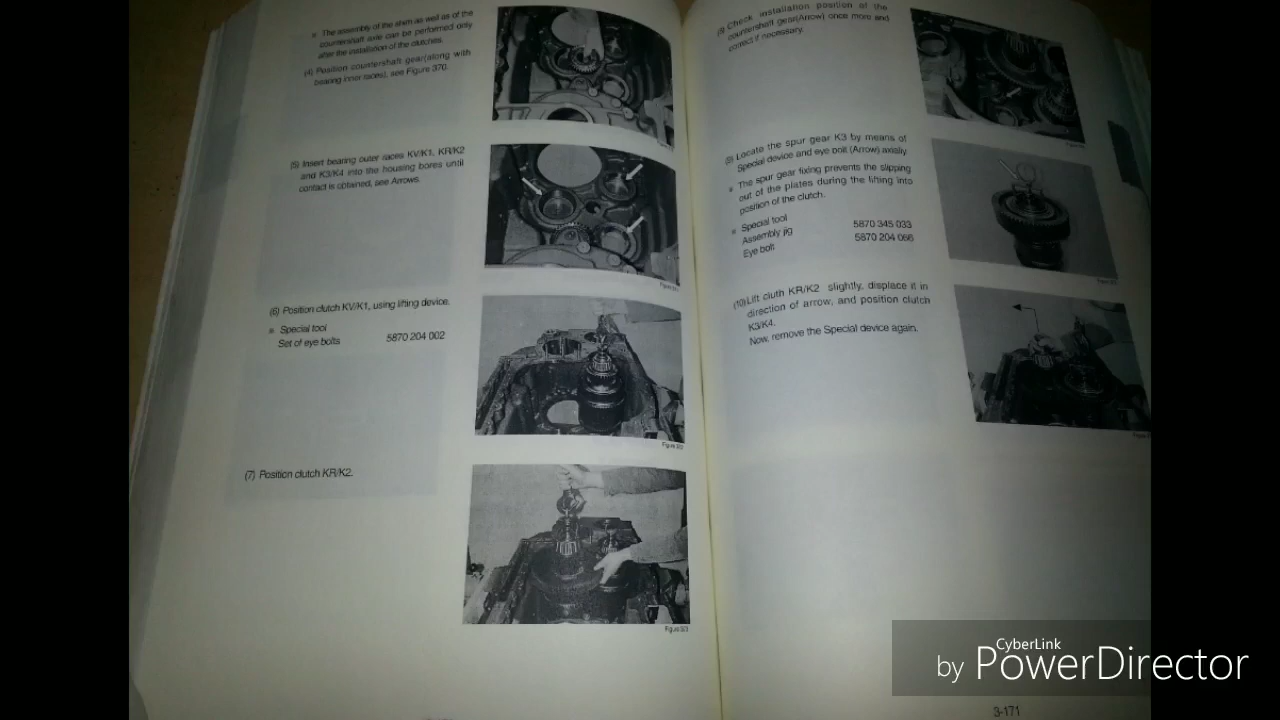 ■ The assembly of the shim as well as of the
countershaft axle can be performed only
after the installation of the clutches.
(4) Position countershaft gear(along with
bearing inner races), see Figure 370.
(5) Insert bearing outer races KV/K1, KR/K2
and K3/K4 into the housing bores until
contact is obtained, see Arrows.
(6) Position clutch KV/K1, using lifting device.
■ Special tool
Set of eye bolts 5870 204 002
(7) Position clutch KR/K2.
Check installation position of the
countershaft gear(Arrow) once more and
correct if necessary.
(9) Locate the spur gear K3 by means of
Special device and eye bolt (Arrow) axially.
■ The spur gear fixing prevents the slipping
out of the plates during the lifting into
position of the clutch.
■ Special tool
Assembly jig 5870 345 033
Eye bolt 5870 204 066
(10)Lift cluth KR/K2 slightly, displace it in
direction of arrow, and position clutch
K3/K4.
Now, remove the Special device again.
3-171
CyberLink
by PowerDirector